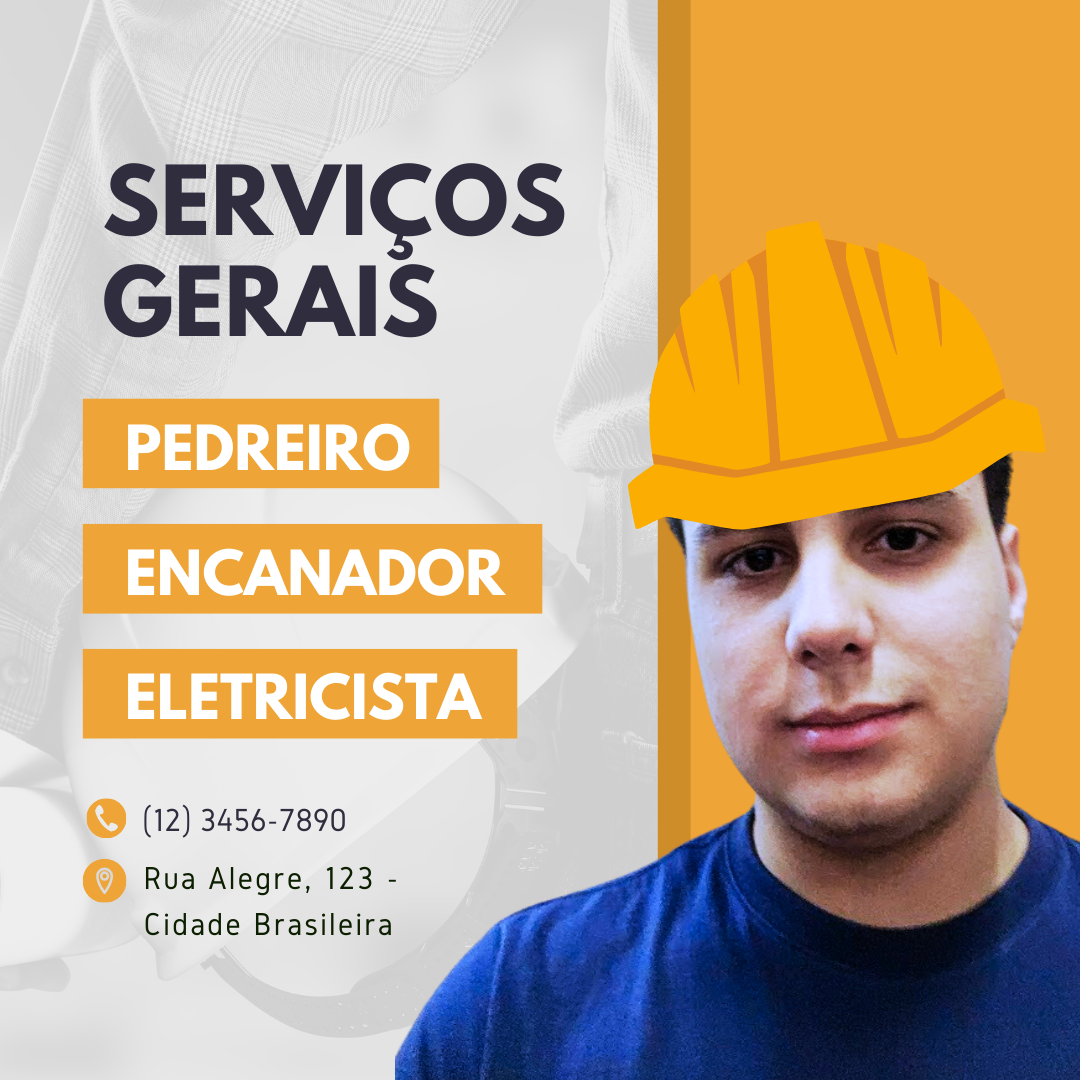 SERVIÇOS
GERAIS
PEDREIRO
ENCANADOR
ELETRICISTA
(12) 3456-7890
Rua Alegre, 123 -
Cidade Brasileira